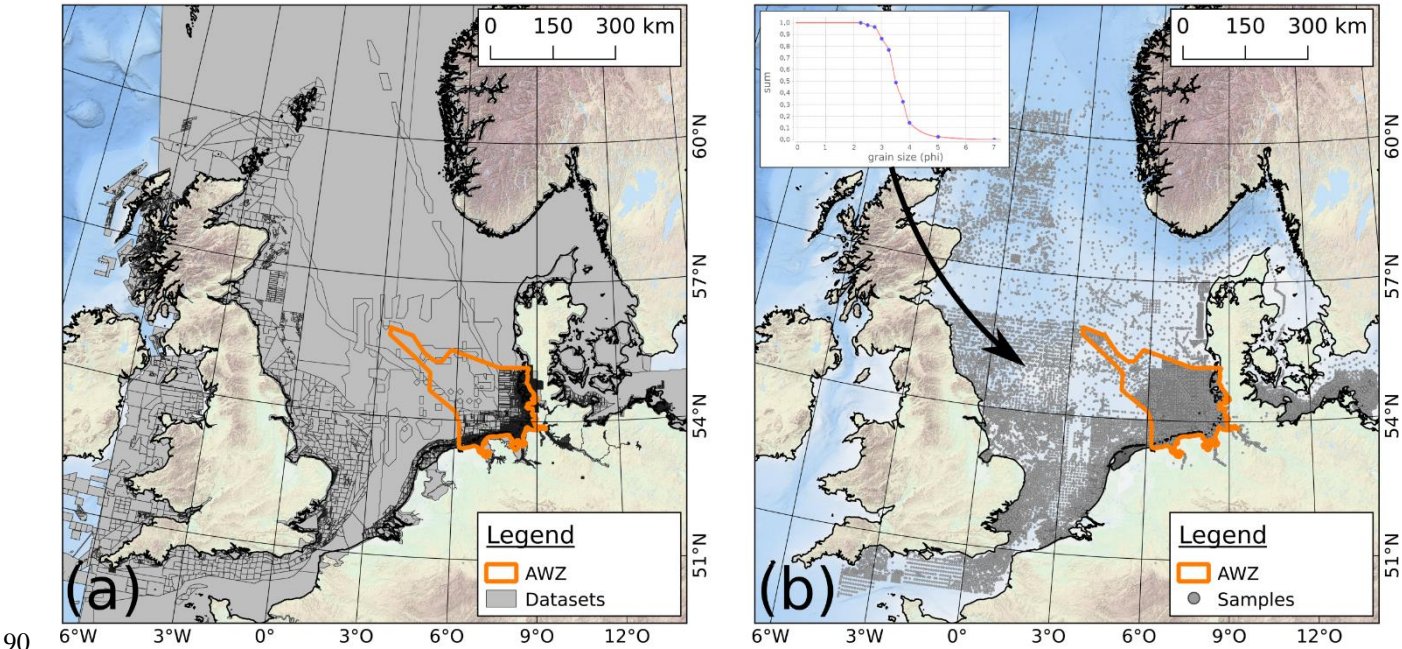 0 150 300 km
60°N
57°N
54°N
51°N
Legend
AWZ
Datasets
(a)
90
6°W 3°W 0° 3°O 6°O 9°O 12°O
1,0
0,9
0,8
0,7
0,6
0,5
0,4
0,3
0,2
0,1
0,0
sum
0 1 2 3 4 5 6 7
grain size (phi)
0 150 300 km
60°N
57°N
54°N
51°N
Legend
AWZ
Samples
(b)
6°W 3°W 0° 3°O 6°O 9°O 12°O